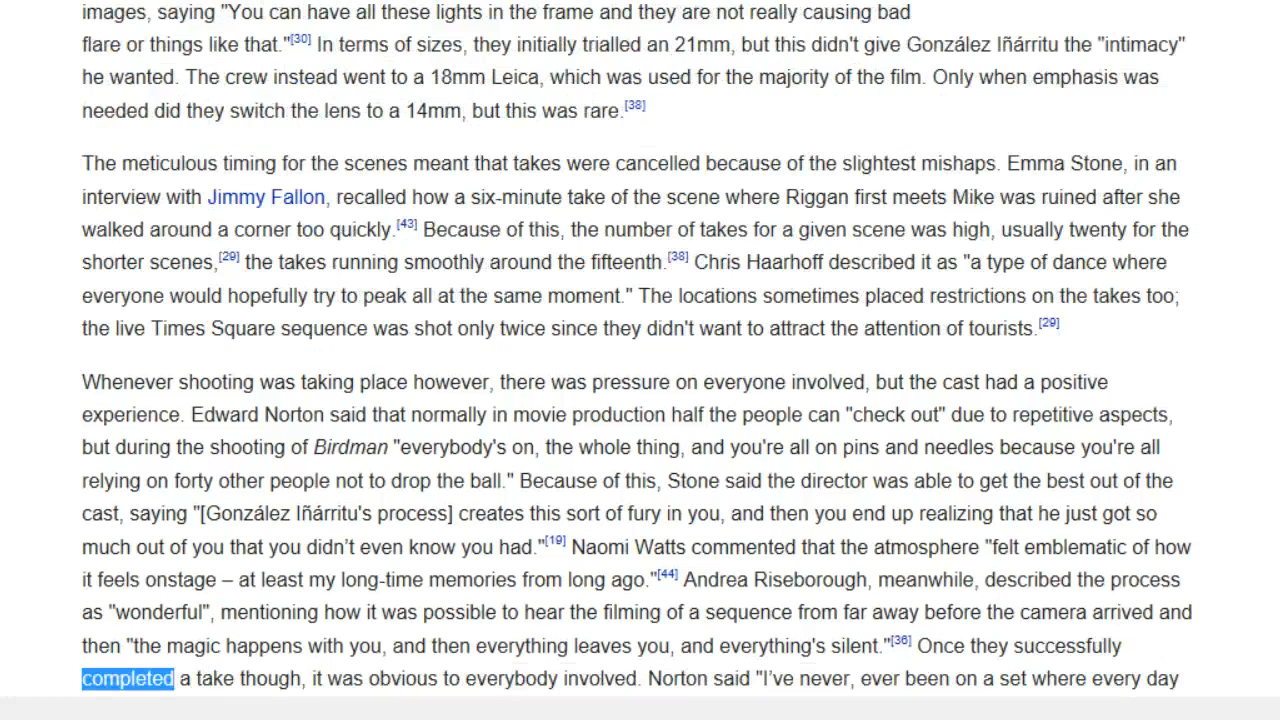 images, saying "You can have all these lights in the frame and they are not really causing bad
flare or things like that."[30] In terms of sizes, they initially trialled an 21mm, but this didn't give González Iñárritu the "intimacy"
he wanted. The crew instead went to a 18mm Leica, which was used for the majority of the film. Only when emphasis was
needed did they switch the lens to a 14mm, but this was rare.[38]
The meticulous timing for the scenes meant that takes were cancelled because of the slightest mishaps. Emma Stone, in an
interview with Jimmy Fallon, recalled how a six-minute take of the scene where Riggan first meets Mike was ruined after she
walked around a corner too quickly.[43] Because of this, the number of takes for a given scene was high, usually twenty for the
shorter scenes,[29] the takes running smoothly around the fifteenth.[38] Chris Haarhoff described it as "a type of dance where
everyone would hopefully try to peak all at the same moment." The locations sometimes placed restrictions on the takes too;
the live Times Square sequence was shot only twice since they didn't want to attract the attention of tourists.[29]
Whenever shooting was taking place however, there was pressure on everyone involved, but the cast had a positive
experience. Edward Norton said that normally in movie production half the people can "check out" due to repetitive aspects,
but during the shooting of Birdman "everybody's on, the whole thing, and you're all on pins and needles because you're all
relying on forty other people not to drop the ball." Because of this, Stone said the director was able to get the best out of the
cast, saying "[González Iñárritu's process] creates this sort of fury in you, and then you end up realizing that he just got so
much out of you that you didn’t even know you had."[19] Naomi Watts commented that the atmosphere "felt emblematic of how
it feels onstage – at least my long-time memories from long ago."[44] Andrea Riseborough, meanwhile, described the process
as "wonderful", mentioning how it was possible to hear the filming of a sequence from far away before the camera arrived and
then "the magic happens with you, and then everything leaves you, and everything's silent."[36] Once they successfully
completed a take though, it was obvious to everybody involved. Norton said "I’ve never, ever been on a set where every day